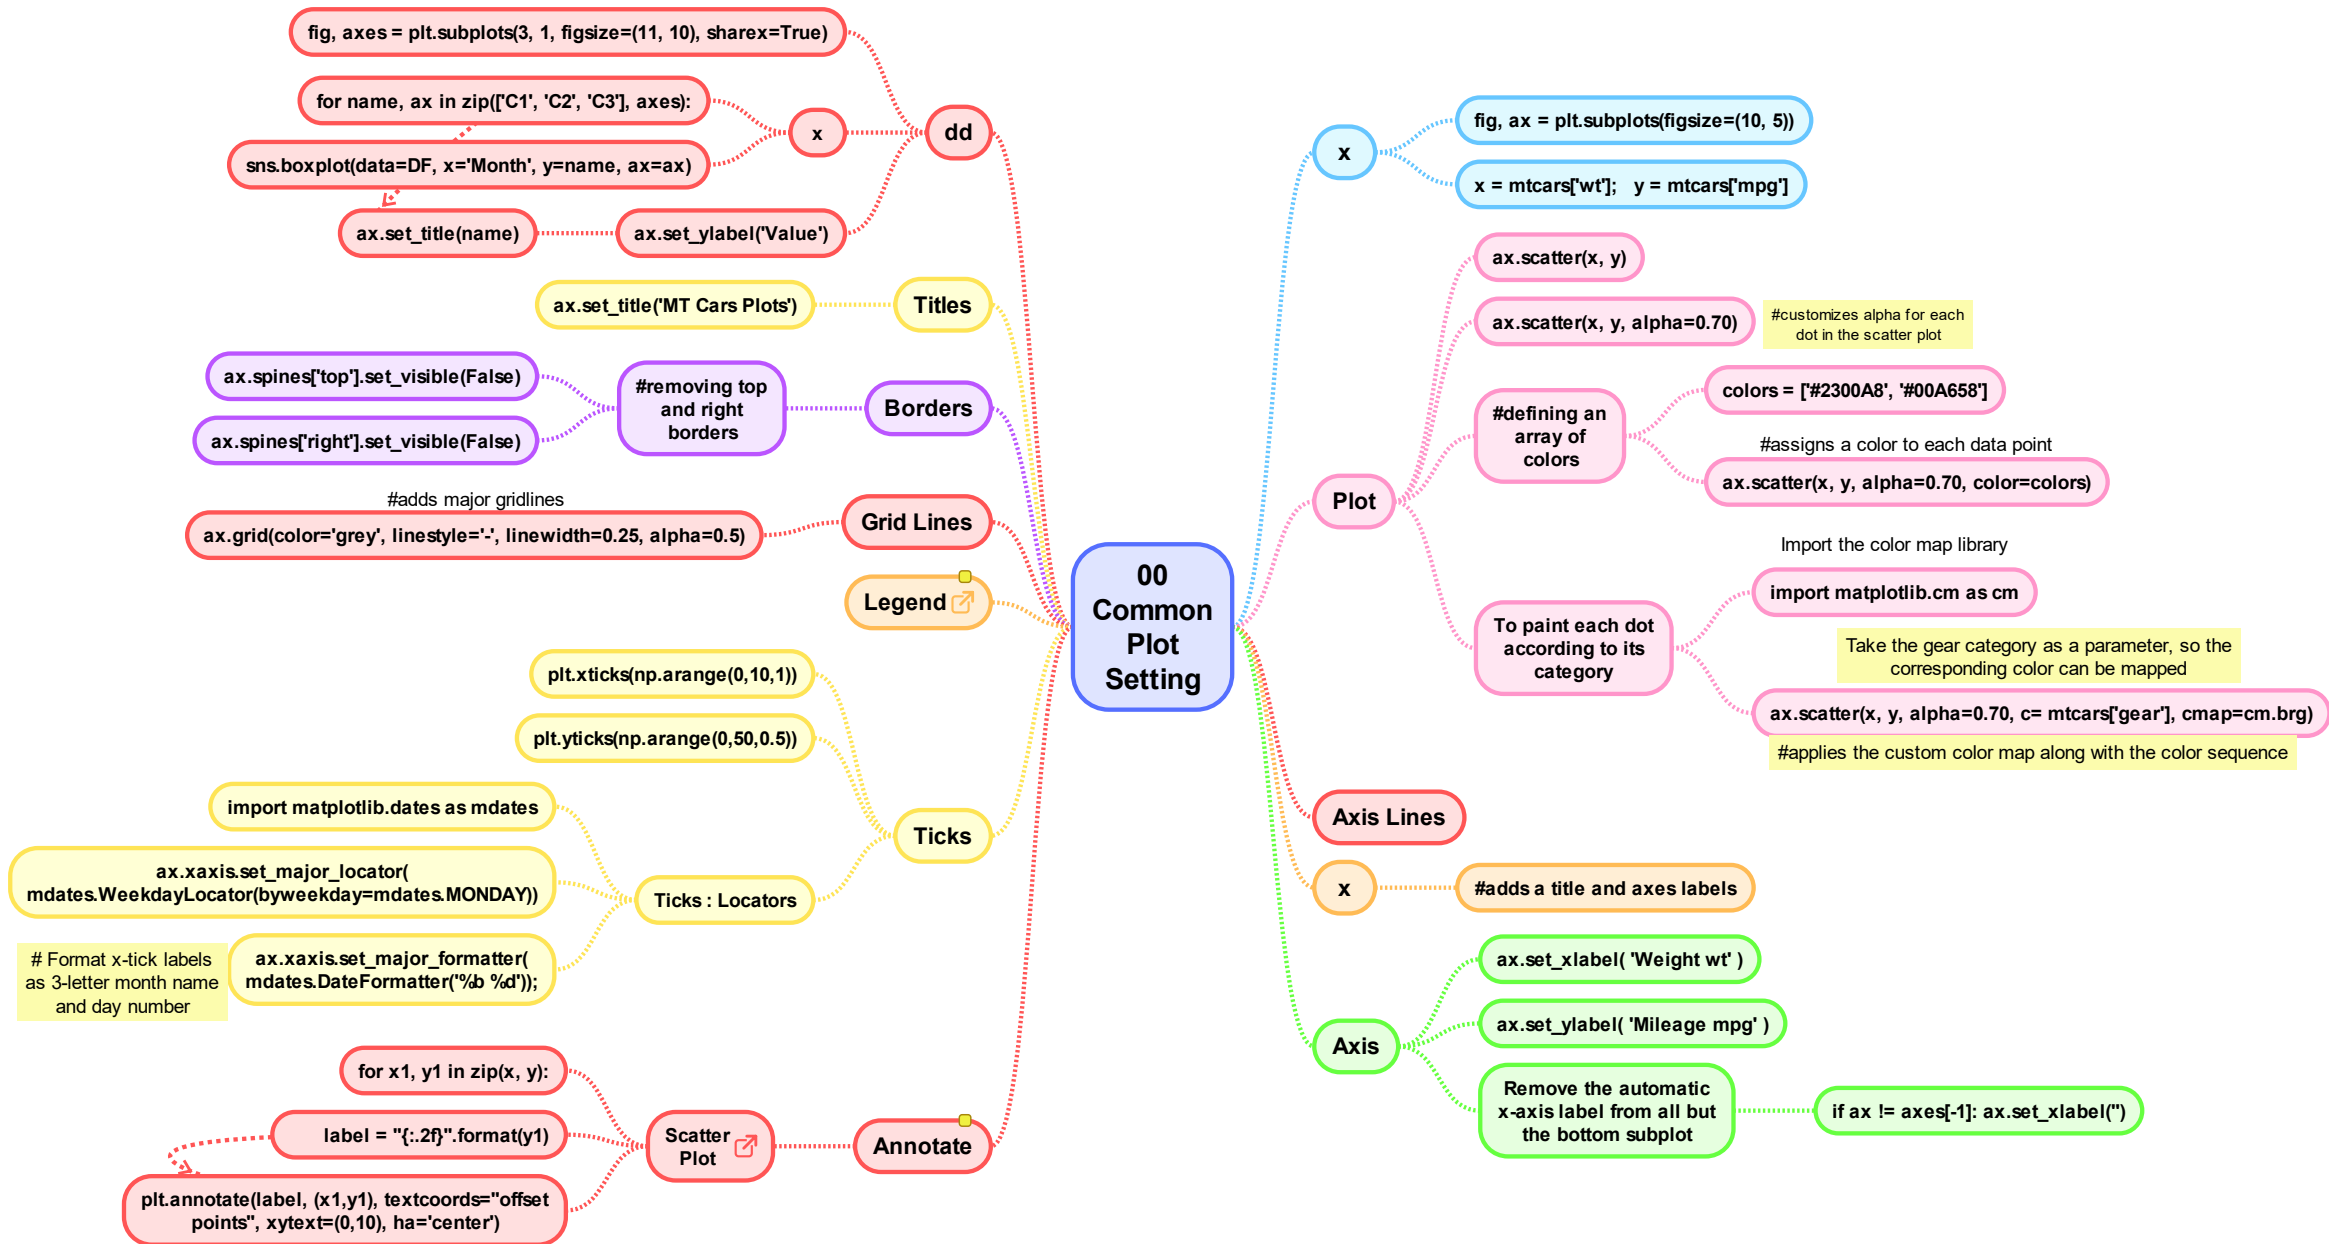 fig, axes = plt.subplots(3, 1, figsize=(11, 10), sharex=True)
for name, ax in zip(['C1', 'C2', 'C3'], axes):
x
dd
sns.boxplot(data=DF, x='Month', y=name, ax=ax)
ax.set_title(name)
ax.set_ylabel('Value')
ax.set_title('MT Cars Plots')
Titles
ax.spines['top'].set_visible(False)
ax.spines['right'].set_visible(False)
#removing top
and right
borders
Borders
#adds major gridlines
ax.grid(color='grey', linestyle='-', linewidth=0.25, alpha=0.5)
Grid Lines
Legend
plt.xticks(np.arange(0,10,1))
plt.yticks(np.arange(0,50,0.5))
Ticks
import matplotlib.dates as mdates
ax.xaxis.set_major_locator(
mdates.WeekdayLocator(byweekday=mdates.MONDAY))
Ticks : Locators
# Format x-tick labels
as 3-letter month name
and day number
ax.xaxis.set_major_formatter(
mdates.DateFormatter('%b %d'));
for x1, y1 in zip(x, y):
label = "{:.2f}".format(y1)
plt.annotate(label, (x1,y1), textcoords="offset
points", xytext=(0,10), ha='center')
Scatter
Plot
Annotate
00
Common
Plot
Setting
x
fig, ax = plt.subplots(figsize=(10, 5))
x = mtcars['wt'];   y = mtcars['mpg']
Plot
ax.scatter(x, y)
ax.scatter(x, y, alpha=0.70)
#customizes alpha for each
dot in the scatter plot
#defining an
array of
colors
colors = ['#2300A8', '#00A658']
#assigns a color to each data point
ax.scatter(x, y, alpha=0.70, color=colors)
To paint each dot
according to its
category
Import the color map library
import matplotlib.cm as cm
Take the gear category as a parameter, so the
corresponding color can be mapped
ax.scatter(x, y, alpha=0.70, c= mtcars['gear'], cmap=cm.brg)
#applies the custom color map along with the color sequence
Axis Lines
x
#adds a title and axes labels
Axis
ax.set_xlabel( 'Weight wt' )
ax.set_ylabel( 'Mileage mpg' )
Remove the automatic
x-axis label from all but
the bottom subplot
if ax != axes[-1]: ax.set_xlabel('')